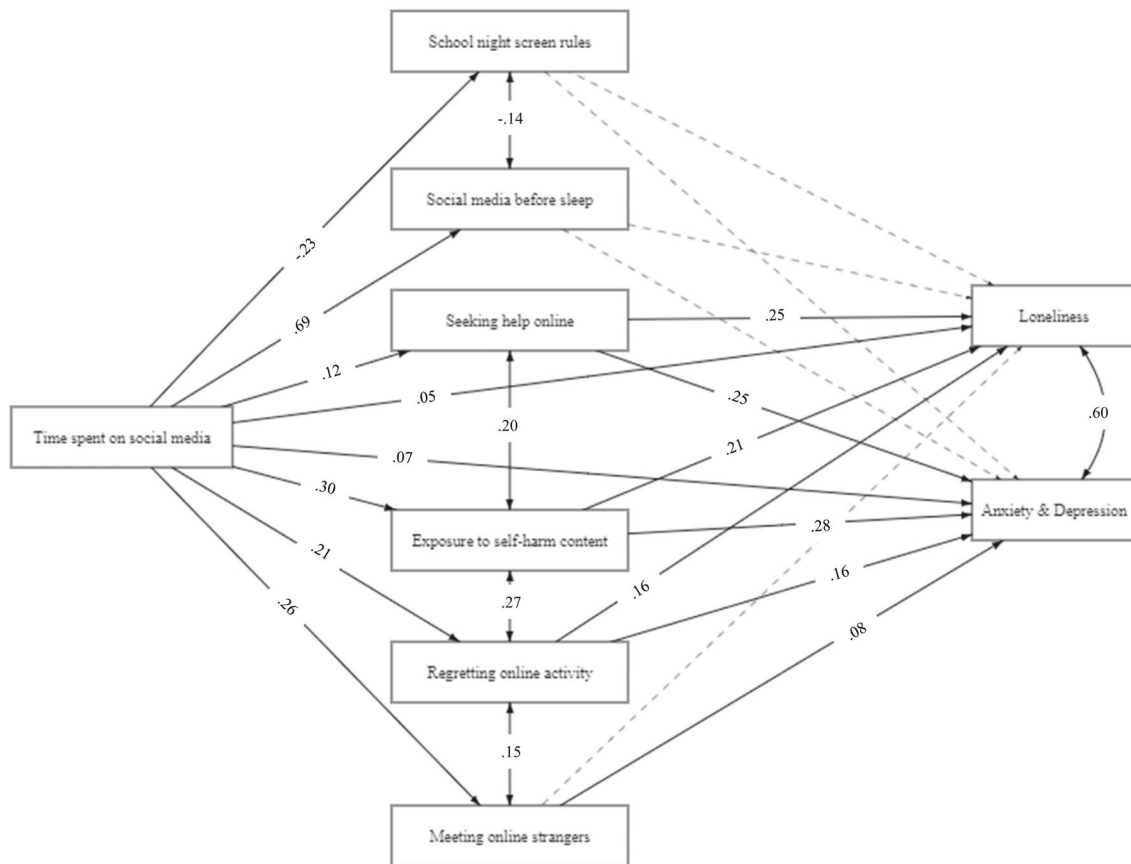 School night screen rules
-.14
Social media before sleep
-.23
.69
Seeking help online
.25
Loneliness
.12
.05
.25
.60
.20
Time spent on social media
.07
.21
.30
Anxiety & Depression
.28
Exposure to self-harm content
.21
.27
.16
.16
.26
.08
Regretting online activity
.15
Meeting online strangers